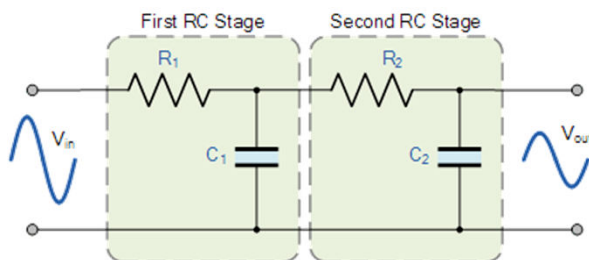 First RC Stage
Second RC Stage
R1
R2
Vin
C1
C2
Vout